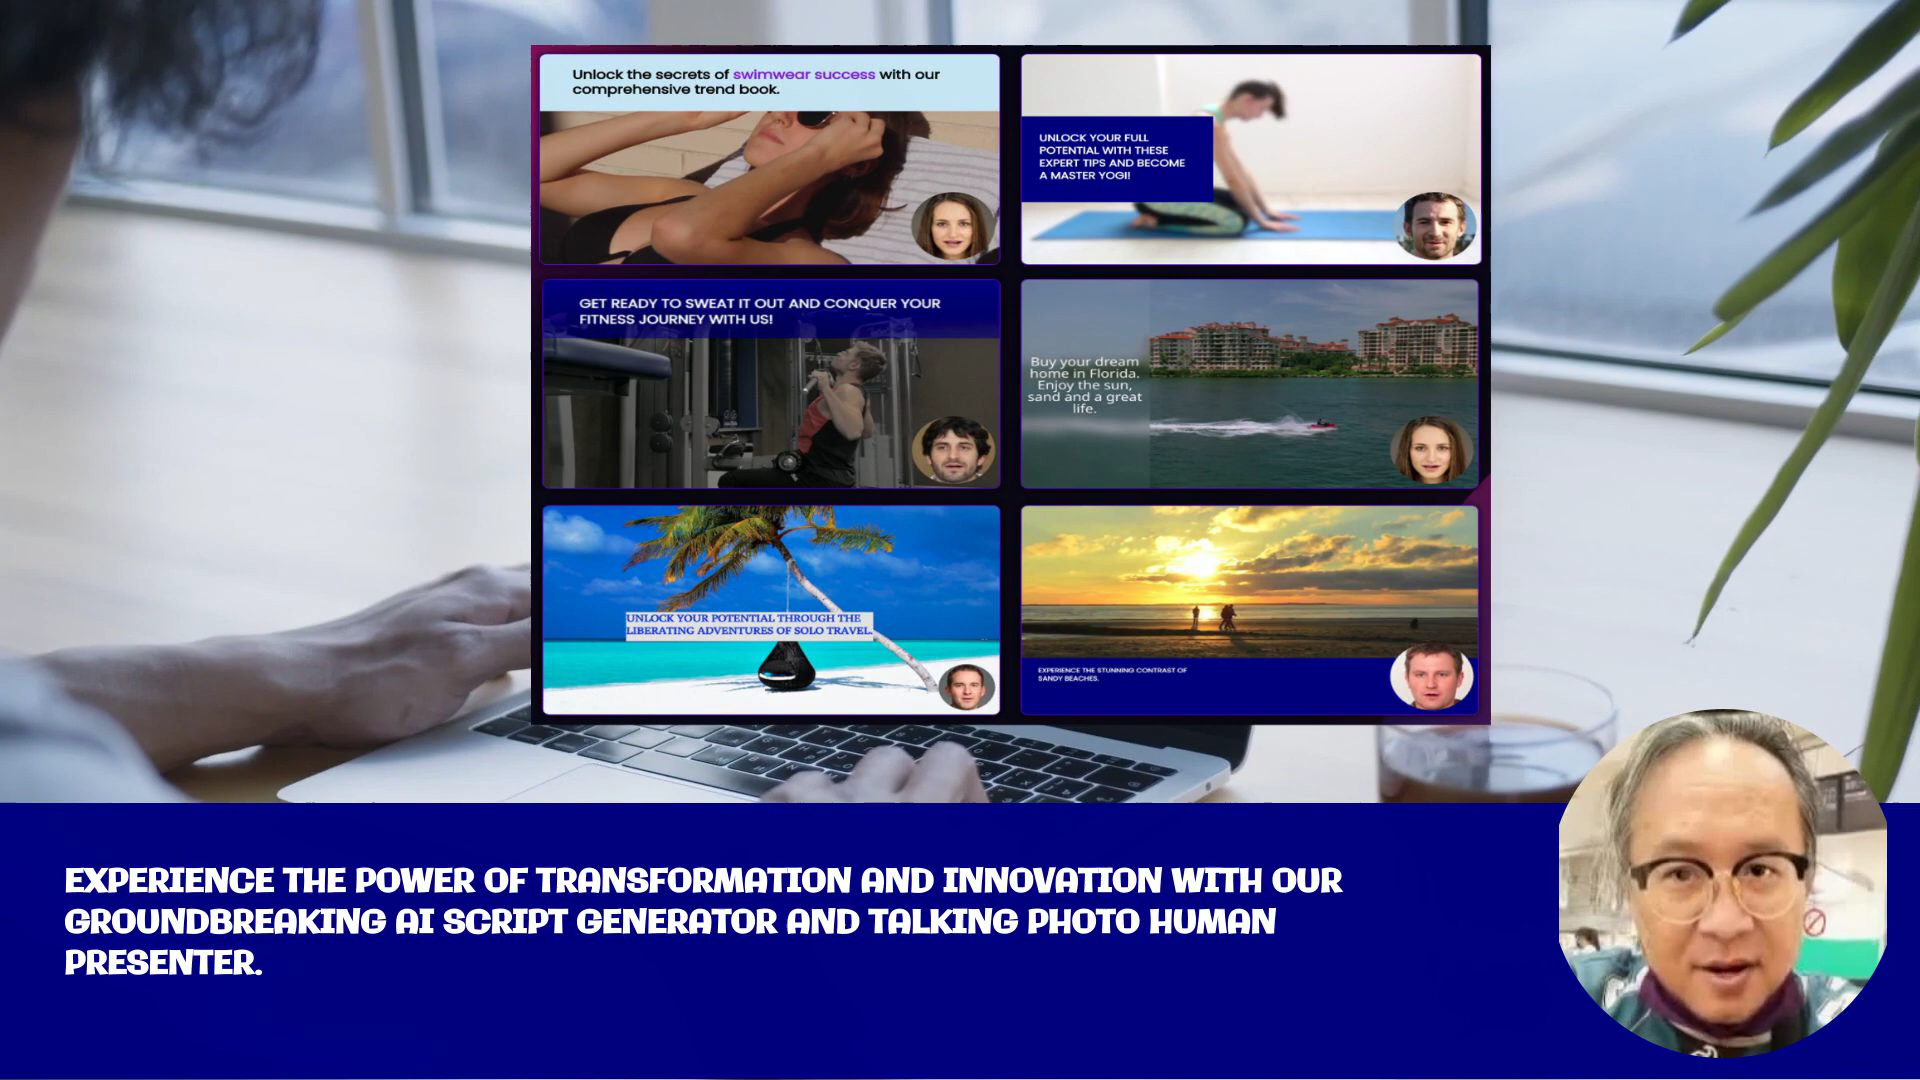 Unlock the secrets of swimwear success with our
comprehensive trend book.
UNLOCK YOUR FULL
POTENTIAL WITH THESE
EXPERT TIPS AND BECOME
A MASTER YOGI!
GET READY TO SWEAT IT OUT AND CONQUER YOUR
FITNESS JOURNEY WITH US!
Buy your dream
home in Florida.
Enjoy the sun,
sand and a great
life.
UNLOCK YOUR POTENTIAL THROUGH THE
LIBERATING ADVENTURES OF SOLO TRAVEL.
EXPERIENCE THE STUNNING CONTRAST OF
SANDY BEACHES.
EXPERIENCE THE POWER OF TRANSFORMATION AND INNOVATION WITH OUR
GROUNDBREAKING AI SCRIPT GENERATOR AND TALKING PHOTO HUMAN
PRESENTER.